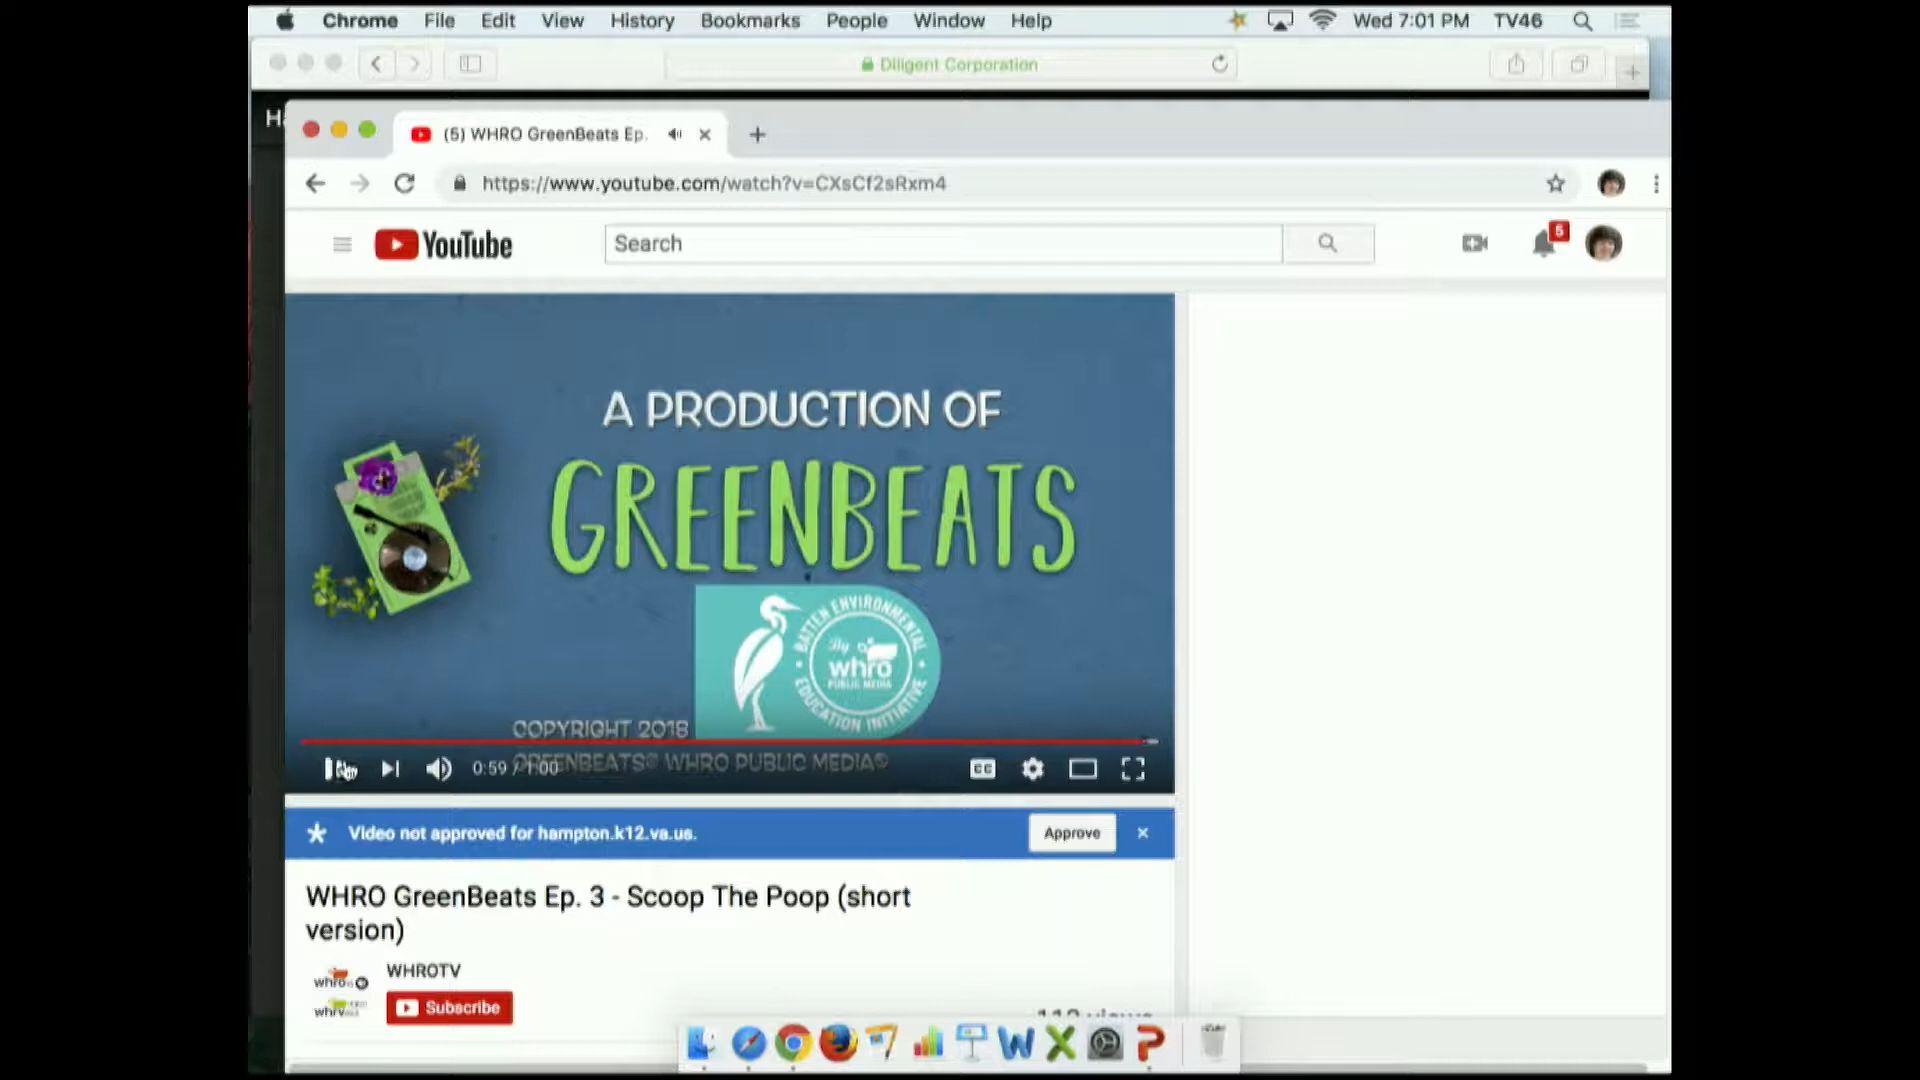 Chrome File Edit View History Bookmarks People Window Help Wed 7:01 PM TV46
Diligent Corporation
(5) WHRO GreenBeats Ep.
https://www.youtube.com/watch?v=CXsCf2sRxm4
YouTube Search 5
A PRODUCTION OF
GREENBEATS
BATTEN ENVIRONMENTAL
By
whro
PUBLIC MEDIA
EDUCATION INITIATIVE
COPYRIGHT 2018
GREENBEATS® WHRO PUBLIC MEDIA©
0:59 / 1:00 CC
Video not approved for hampton.k12.va.us. Approve
WHRO GreenBeats Ep. 3 - Scoop The Poop (short
version)
WHROTV
whro
whrv
Subscribe